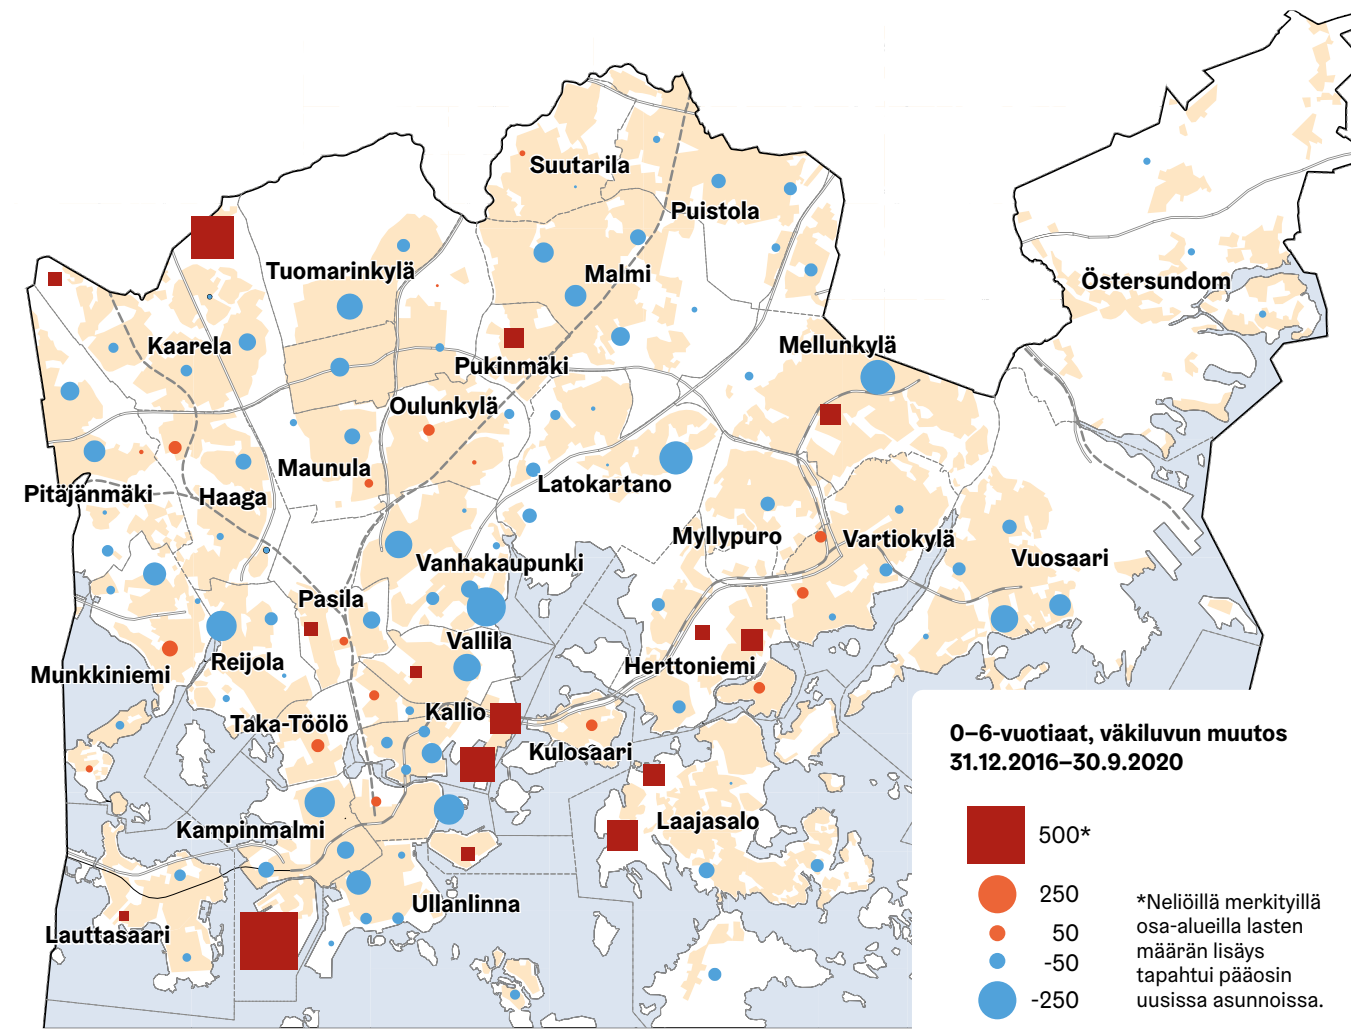 Suutarila
Puistola
Tuomarinkylä
Malmi
Östersundom
Kaarela
Mellunkylä
Pukinmäki
Oulunkylä
Maunula
Latokartano
Pitäjänmäki
Haaga
Myllypuro
Vartiokylä
Vanhakaupunki
Vuosaari
Pasila
Vallila
Reijola
Herttoniemi
Munkkiniemi
Kallio
Taka-Töölö
Kulosaari
Laajasalo
Kampinmalmi
Ullanlinna
Lauttasaari
0–6-vuotiaat, väkiluvun muutos
31.12.2016–30.9.2020
500*
250
50
-50
-250
*Neliöillä merkityillä
osa-alueilla lasten
määrän lisäys
tapahtui pääosin
uusissa asunnoissa.